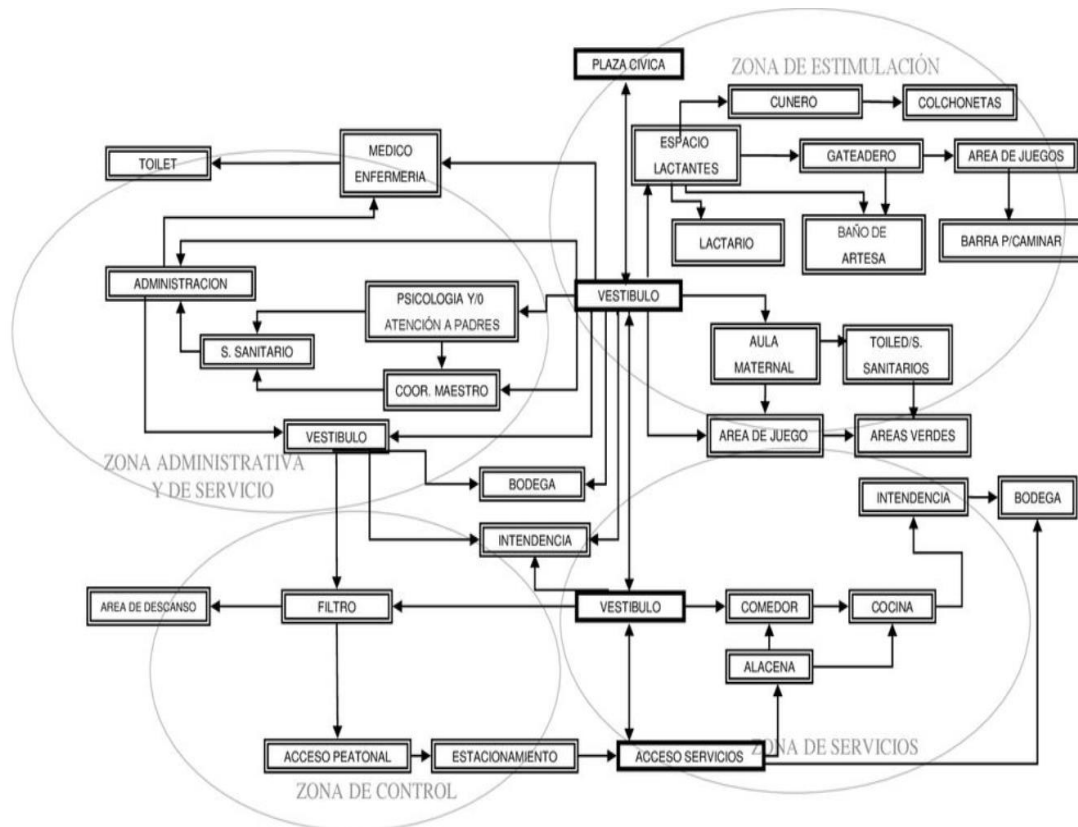 PLAZA CIVICA
ZONA DE ESTIMULACIÓN
CUNERO
COLCHONETAS
MEDICO
ENFERMERIA
TOILET
ESPACIO
LACTANTES
GATEADERO
AREA DE JUEGOS
LACTARIO
BAÑO DE
ARTESA
BARRA P/CAMINAR
ADMINISTRACION
PSICOLOGIA Y/0
ATENCIÓN A PADRES
VESTIBULO
S. SANITARIO
AULA
MATERNAL
TOILED/S.
SANITARIOS
COOR. MAESTRO
VESTIBULO
AREA DE JUEGO
AREAS VERDES
ZONA ADMINISTRATIVA
Y DE SERVICIO
BODEGA
INTENDENCIA
BODEGA
INTENDENCIA
AREA DE DESCANSO
FILTRO
VESTIBULO
COMEDOR
COCINA
ALACENA
ACCESO PEATONAL
ESTACIONAMIENTO
ACCESO SERVICIOS
ZONA DE SERVICIOS
ZONA DE CONTROL